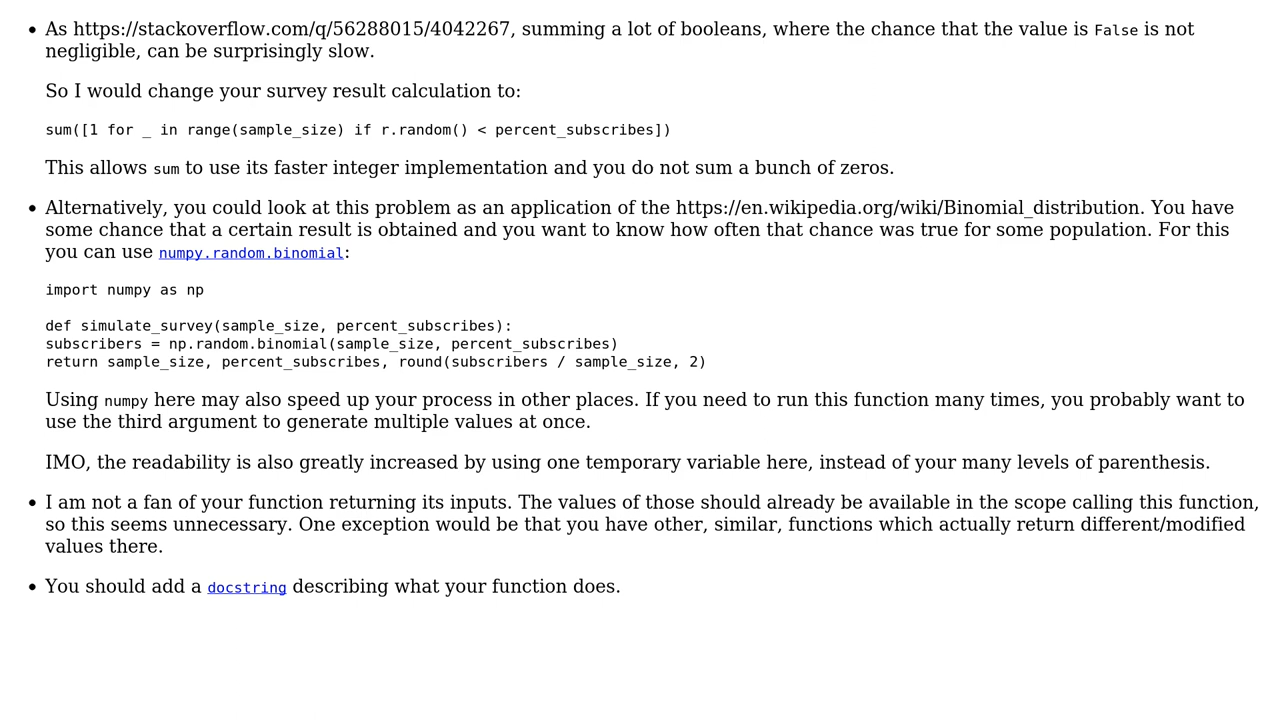 As https://stackoverflow.com/q/56288015/4042267, summing a lot of booleans, where the chance that the value is False is not
negligible, can be surprisingly slow.
So I would change your survey result calculation to:
sum([1 for _ in range(sample_size) if r.random() < percent_subscribes])
This allows sum to use its faster integer implementation and you do not sum a bunch of zeros.
Alternatively, you could look at this problem as an application of the https://en.wikipedia.org/wiki/Binomial_distribution. You have
some chance that a certain result is obtained and you want to know how often that chance was true for some population. For this
you can use numpy.random.binomial:
import numpy as np
def simulate_survey(sample_size, percent_subscribes):
subscribers = np.random.binomial(sample_size, percent_subscribes)
return sample_size, percent_subscribes, round(subscribers / sample_size, 2)
Using numpy here may also speed up your process in other places. If you need to run this function many times, you probably want to
use the third argument to generate multiple values at once.
IMO, the readability is also greatly increased by using one temporary variable here, instead of your many levels of parenthesis.
I am not a fan of your function returning its inputs. The values of those should already be available in the scope calling this function,
so this seems unnecessary. One exception would be that you have other, similar, functions which actually return different/modified
values there.
You should add a docstring describing what your function does.